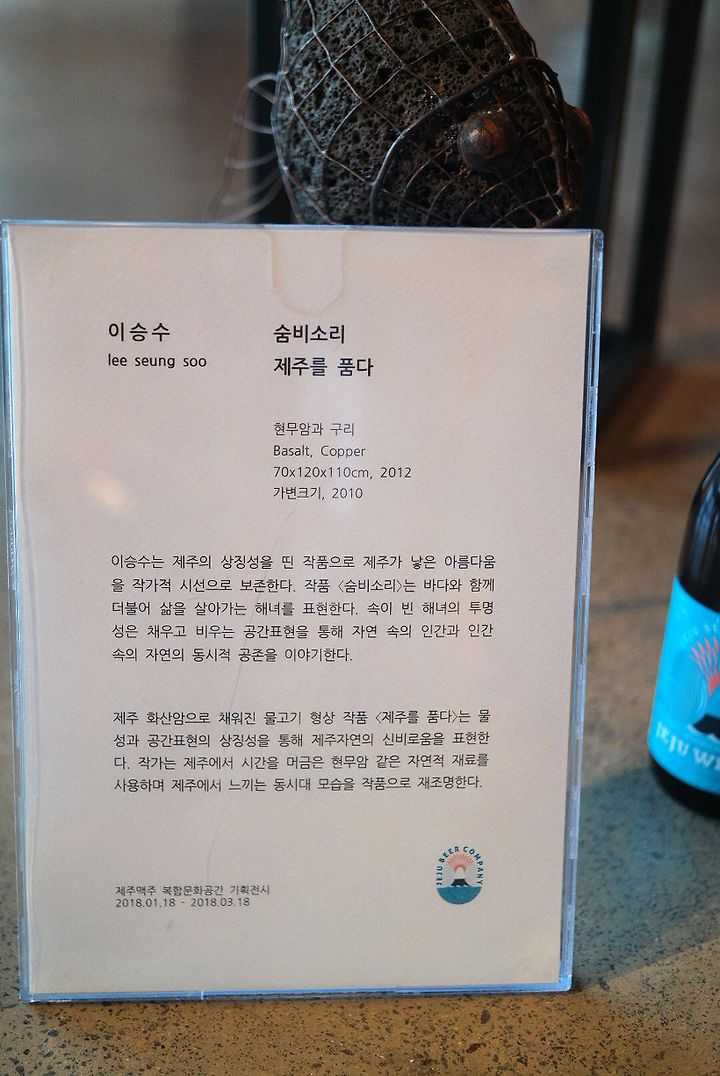 이승수
lee seung soo
숨비소리
제주를 품다
현무암과 구리
Basalt, Copper
70x120x110cm, 2012
가변크기, 2010
이승수는 제주의 상징성을 띤 작품으로 제주가 낳은 아름다움
을 작가적 시선으로 보존한다. 작품 〈숨비소리〉는 바다와 함께
더불어 삶을 살아가는 해녀를 표현한다. 속이 빈 해녀의 투명
성은 채우고 비우는 공간표현을 통해 자연 속의 인간과 인간
속의 자연의 동시적 공존을 이야기한다.
제주 화산암으로 채워진 물고기 형상 작품 〈제주를 품다〉는 물
성과 공간표현의 상징성을 통해 제주자연의 신비로움을 표현한
다. 작가는 제주에서 시간을 머금은 현무암 같은 자연적 재료를
사용하며 제주에서 느끼는 동시대 모습을 작품으로 재조명한다.
JEJU BEER COMPANY
제주맥주 복합문화공간 기획전시
2018.01.18 - 2018.03.18
JEJU